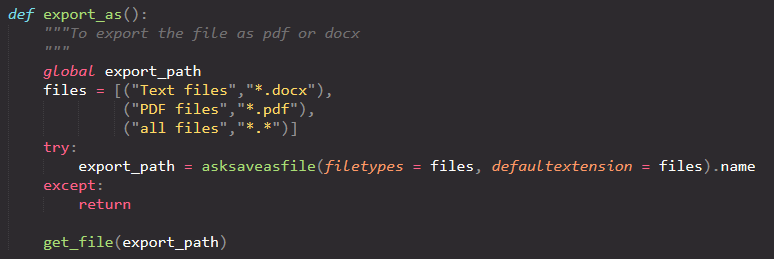 def export_as():
    """To export the file as pdf or docx
    """
    global export_path
    files = [("Text files","*.docx"),
             ("PDF files","*.pdf"),
             ("all files","*.*")]
    try:
        export_path = asksaveasfile(filetypes = files, defaultextension = files).name
    except:
        return

    get_file(export_path)